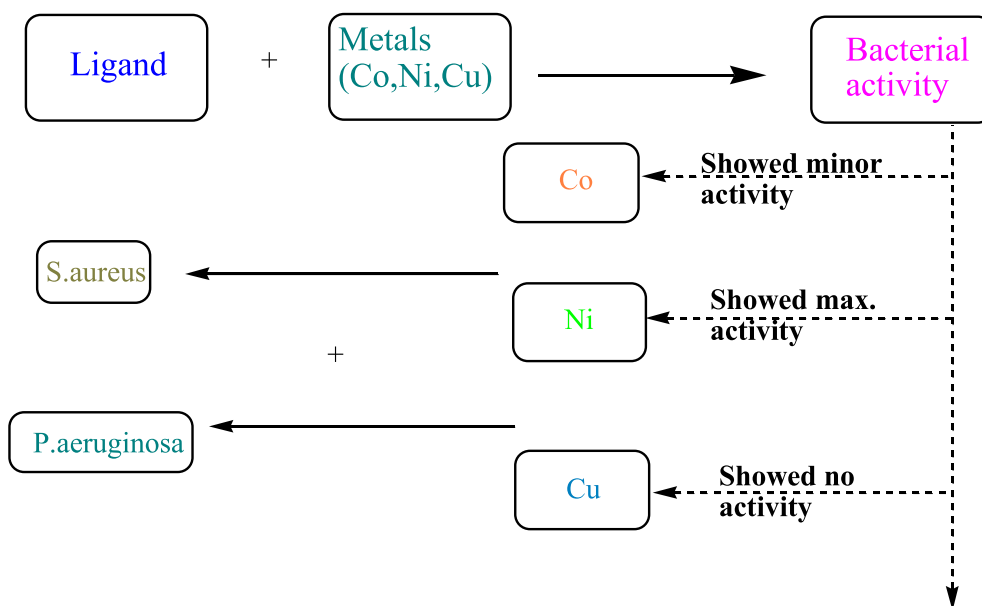 Ligand
+
Metals
(Co,Ni,Cu)
Bacterial
activity
Co
Showed minor
activity
S.aureus
Ni
Showed max.
activity
+
P.aeruginosa
Cu
Showed no
activity